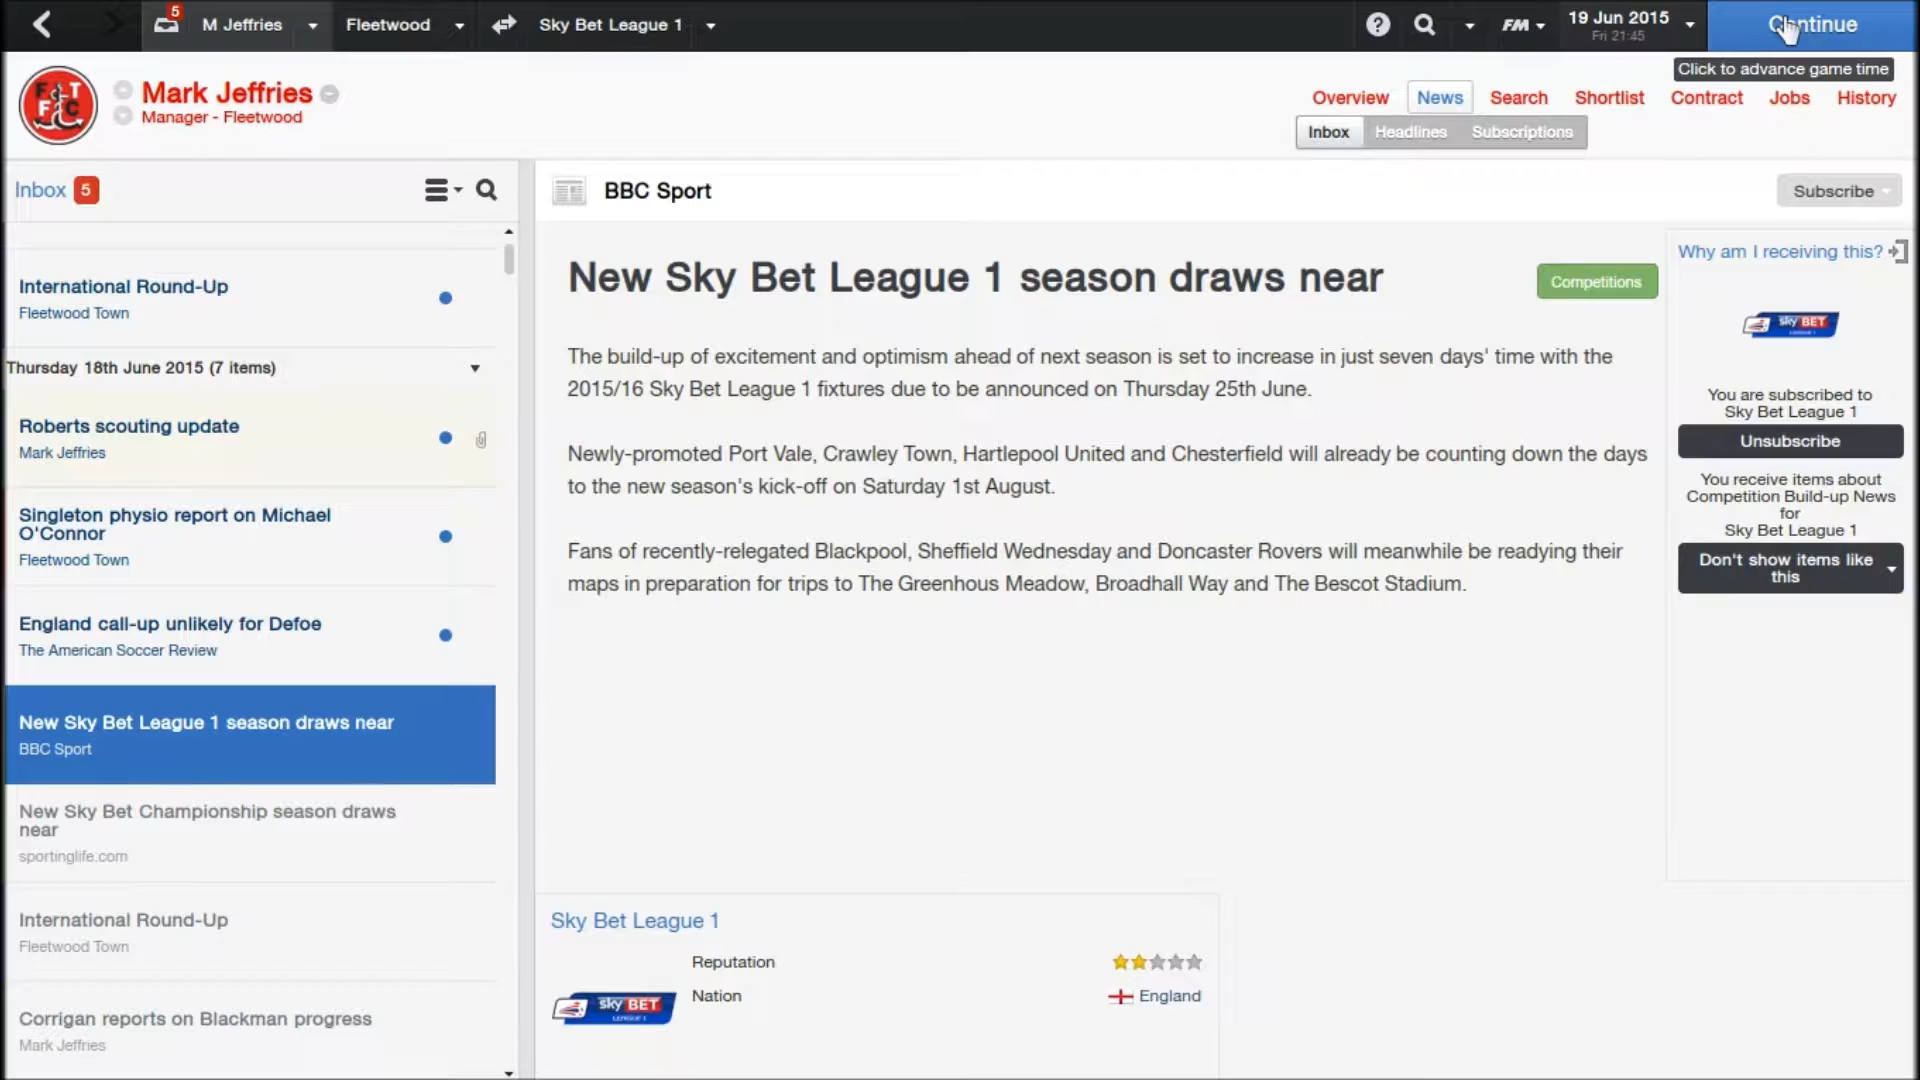 5
M Jeffries
Fleetwood
Sky Bet League 1
FM
19 Jun 2015
Fri 21:45
Continue
Click to advance game time
Mark Jeffries
Manager - Fleetwood
Overview
News
Search
Shortlist
Contract
Jobs
History
Inbox
Headlines
Subscriptions
Inbox 5
International Round-Up
Fleetwood Town
Thursday 18th June 2015 (7 items)
Roberts scouting update
Mark Jeffries
Singleton physio report on Michael
O'Connor
Fleetwood Town
England call-up unlikely for Defoe
The American Soccer Review
New Sky Bet League 1 season draws near
BBC Sport
New Sky Bet Championship season draws
near
sportinglife.com
International Round-Up
Fleetwood Town
Corrigan reports on Blackman progress
Mark Jeffries
BBC Sport
Subscribe
New Sky Bet League 1 season draws near
Competitions
The build-up of excitement and optimism ahead of next season is set to increase in just seven days' time with the
2015/16 Sky Bet League 1 fixtures due to be announced on Thursday 25th June.
Newly-promoted Port Vale, Crawley Town, Hartlepool United and Chesterfield will already be counting down the days
to the new season's kick-off on Saturday 1st August.
Fans of recently-relegated Blackpool, Sheffield Wednesday and Doncaster Rovers will meanwhile be readying their
maps in preparation for trips to The Greenhous Meadow, Broadhall Way and The Bescot Stadium.
Why am I receiving this?
sky BET
You are subscribed to
Sky Bet League 1
Unsubscribe
You receive items about
Competition Build-up News
for
Sky Bet League 1
Don't show items like
this
Sky Bet League 1
Reputation
Nation
England
sky BET
LEAGUE 1